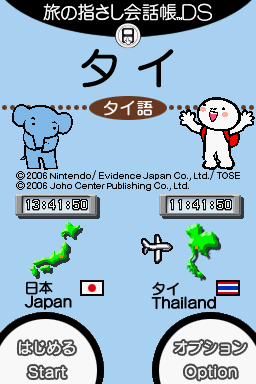 旅の指さし会話帳™DS
タイ
タイ語
© 2006 Nintendo/ Evidence Japan Co., Ltd./ TOSE
© 2006 Joho Center Publishing Co., Ltd.
13:41:50 11:41:50
日本 タイ
Japan Thailand
はじめる オプション
Start Option